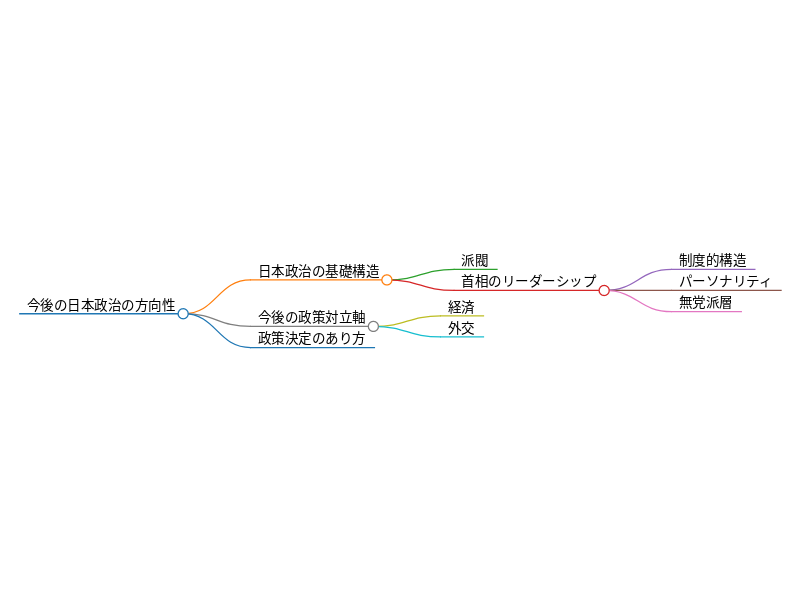 今後の日本政治の方向性
日本政治の基礎構造
派閥
首相のリーダーシップ
制度的構造
パーソナリティ
無党派層
今後の政策対立軸
経済
外交
政策決定のあり方